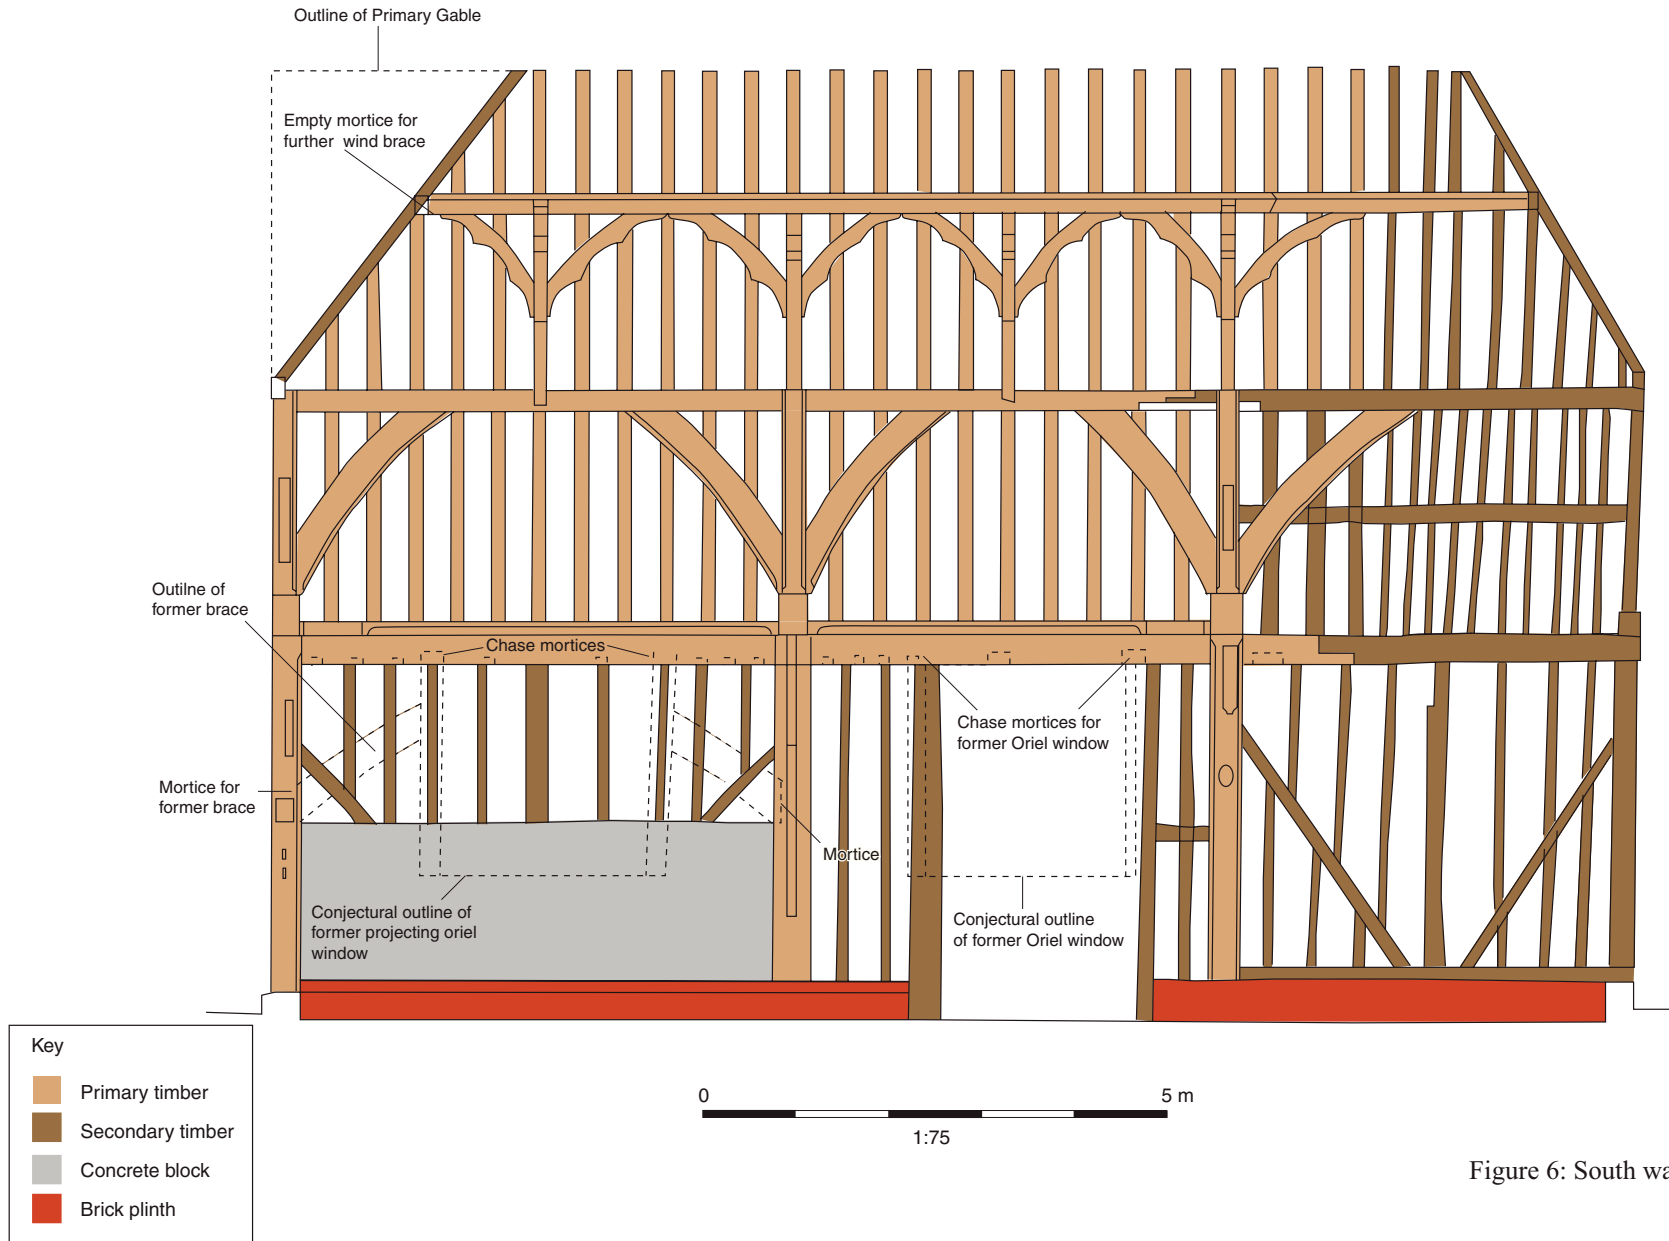 Outline of Primary Gable
Empty mortice for
further wind brace
Outilne of
former brace
Chase mortices
Chase mortices for
former Oriel window
Mortice for
former brace
Mortice
Conjectural outline of
former projecting oriel
window
Conjectural outline
of former Oriel window
Key
Primary timber
Secondary timber
Concrete block
Brick plinth
0 5 m
1:75
Figure 6: South wa